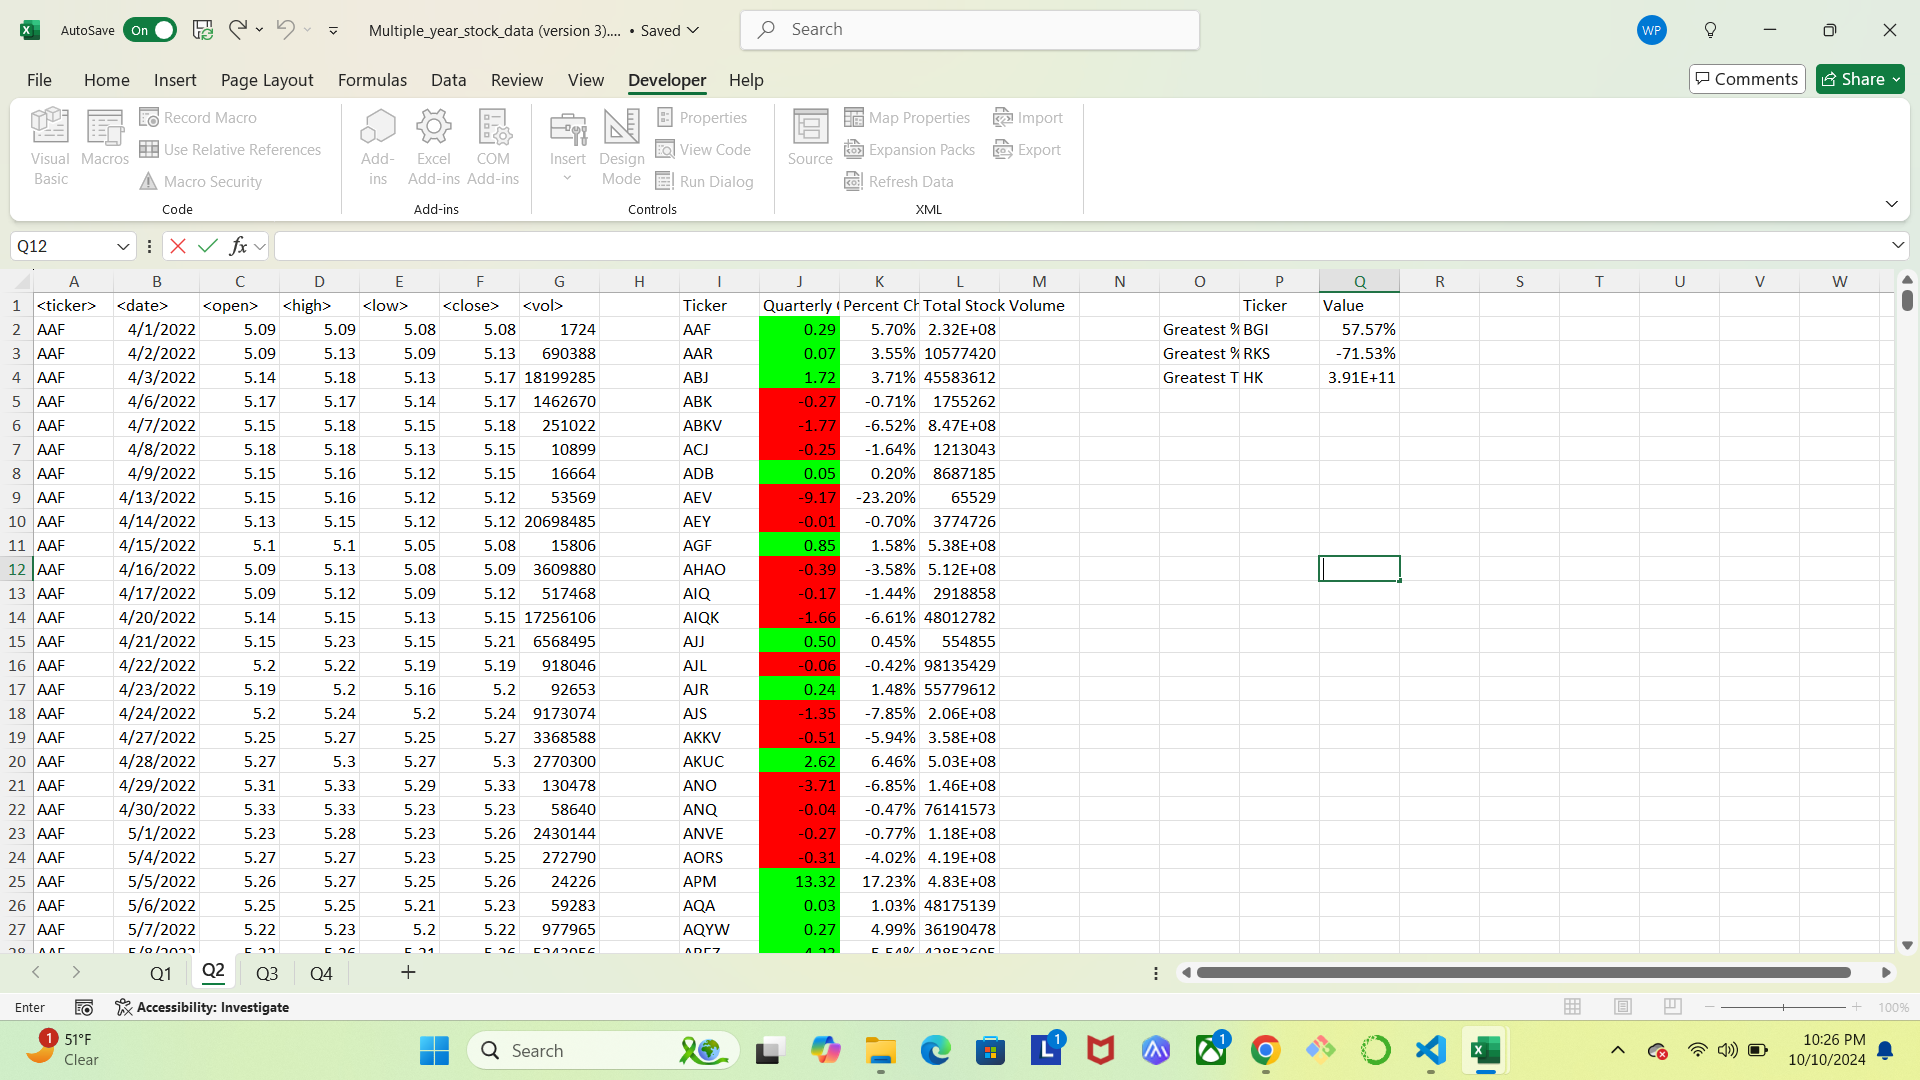 AutoSave On Multiple_year_stock_data (version 3).... • Saved Search WP
File Home Insert Page Layout Formulas Data Review View Developer Help Comments Share
Visual Basic Macros Record Macro Use Relative References Macro Security Code
Add-ins Excel Add-ins COM Add-ins Add-ins
Insert Design Mode Properties View Code Run Dialog Controls
Source Map Properties Expansion Packs Refresh Data Import Export XML
Q12 fx
A B C D E F G H I J K L M N O P Q R S T U V W
1 <ticker> <date> <open> <high> <low> <close> <vol> Ticker Quarterly Percent Ch Total Stock Volume Ticker Value
2 AAF 4/1/2022 5.09 5.09 5.08 5.08 1724 AAF 0.29 5.70% 2.32E+08 Greatest % BGI 57.57%
3 AAF 4/2/2022 5.09 5.13 5.09 5.13 690388 AAR 0.07 3.55% 10577420 Greatest % RKS -71.53%
4 AAF 4/3/2022 5.14 5.18 5.13 5.17 18199285 ABJ 1.72 3.71% 45583612 Greatest T HK 3.91E+11
5 AAF 4/6/2022 5.17 5.17 5.14 5.17 1462670 ABK -0.27 -0.71% 1755262
6 AAF 4/7/2022 5.15 5.18 5.15 5.18 251022 ABKV -1.77 -6.52% 8.47E+08
7 AAF 4/8/2022 5.18 5.18 5.13 5.15 10899 ACJ -0.25 -1.64% 1213043
8 AAF 4/9/2022 5.15 5.16 5.12 5.15 16664 ADB 0.05 0.20% 8687185
9 AAF 4/13/2022 5.15 5.16 5.12 5.12 53569 AEV -9.17 -23.20% 65529
10 AAF 4/14/2022 5.13 5.15 5.12 5.12 20698485 AEY -0.01 -0.70% 3774726
11 AAF 4/15/2022 5.1 5.1 5.05 5.08 15806 AGF 0.85 1.58% 5.38E+08
12 AAF 4/16/2022 5.09 5.13 5.08 5.09 3609880 AHAO -0.39 -3.58% 5.12E+08
13 AAF 4/17/2022 5.09 5.12 5.09 5.12 517468 AIQ -0.17 -1.44% 2918858
14 AAF 4/20/2022 5.14 5.15 5.13 5.15 17256106 AIQK -1.66 -6.61% 48012782
15 AAF 4/21/2022 5.15 5.23 5.15 5.21 6568495 AJJ 0.50 0.45% 554855
16 AAF 4/22/2022 5.2 5.22 5.19 5.19 918046 AJL -0.06 -0.42% 98135429
17 AAF 4/23/2022 5.19 5.2 5.16 5.2 92653 AJR 0.24 1.48% 55779612
18 AAF 4/24/2022 5.2 5.24 5.2 5.24 9173074 AJS -1.35 -7.85% 2.06E+08
19 AAF 4/27/2022 5.25 5.27 5.25 5.27 3368588 AKKV -0.51 -5.94% 3.58E+08
20 AAF 4/28/2022 5.27 5.3 5.27 5.3 2770300 AKUC 2.62 6.46% 5.03E+08
21 AAF 4/29/2022 5.31 5.33 5.29 5.33 130478 ANO -3.71 -6.85% 1.46E+08
22 AAF 4/30/2022 5.33 5.33 5.23 5.23 58640 ANQ -0.04 -0.47% 76141573
23 AAF 5/1/2022 5.23 5.28 5.23 5.26 2430144 ANVE -0.27 -0.77% 1.18E+08
24 AAF 5/4/2022 5.27 5.27 5.23 5.25 272790 AORS -0.31 -4.02% 4.19E+08
25 AAF 5/5/2022 5.26 5.27 5.25 5.26 24226 APM 13.32 17.23% 4.83E+08
26 AAF 5/6/2022 5.25 5.25 5.21 5.23 59283 AQA 0.03 1.03% 48175139
27 AAF 5/7/2022 5.22 5.23 5.2 5.22 977965 AQYW 0.27 4.99% 36190478
28 AAF 5/8/2022
Q1 Q2 Q3 Q4
Enter Accessibility: Investigate 100%
1 51°F Clear Search 1 1 10:26 PM 10/10/2024